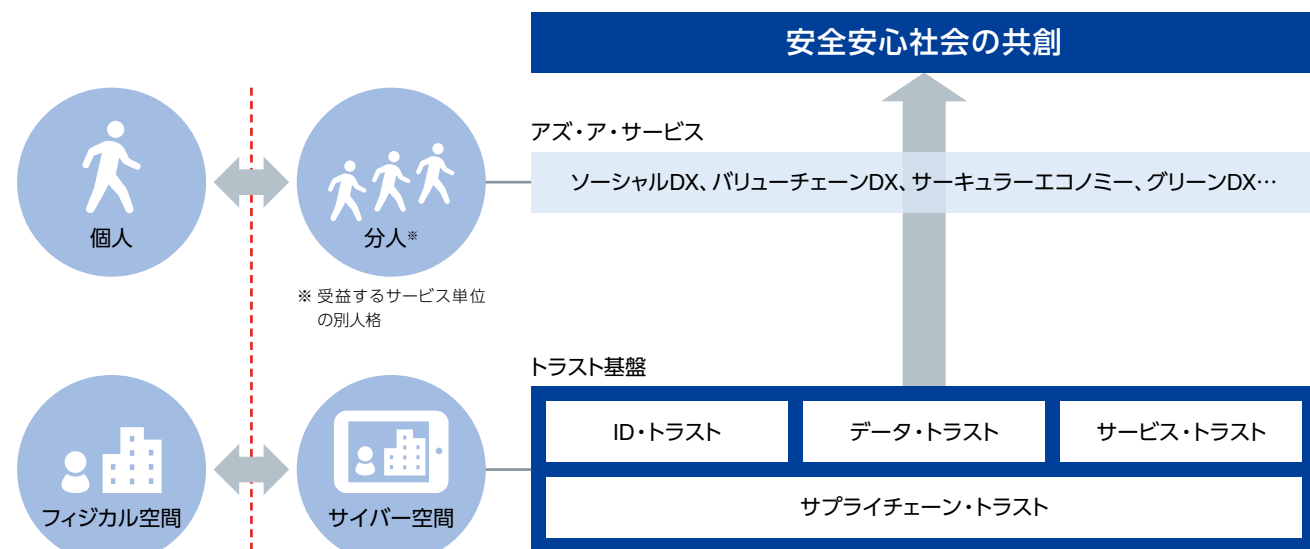 安全安心社会の共創
アズ・ア・サービス
ソーシャルDX、バリューチェーンDX、サーキュラーエコノミー、グリーンDX…
個人
分人※
※ 受益するサービス単位
の別人格
トラスト基盤
ID・トラスト
データ・トラスト
サービス・トラスト
サプライチェーン・トラスト
フィジカル空間
サイバー空間